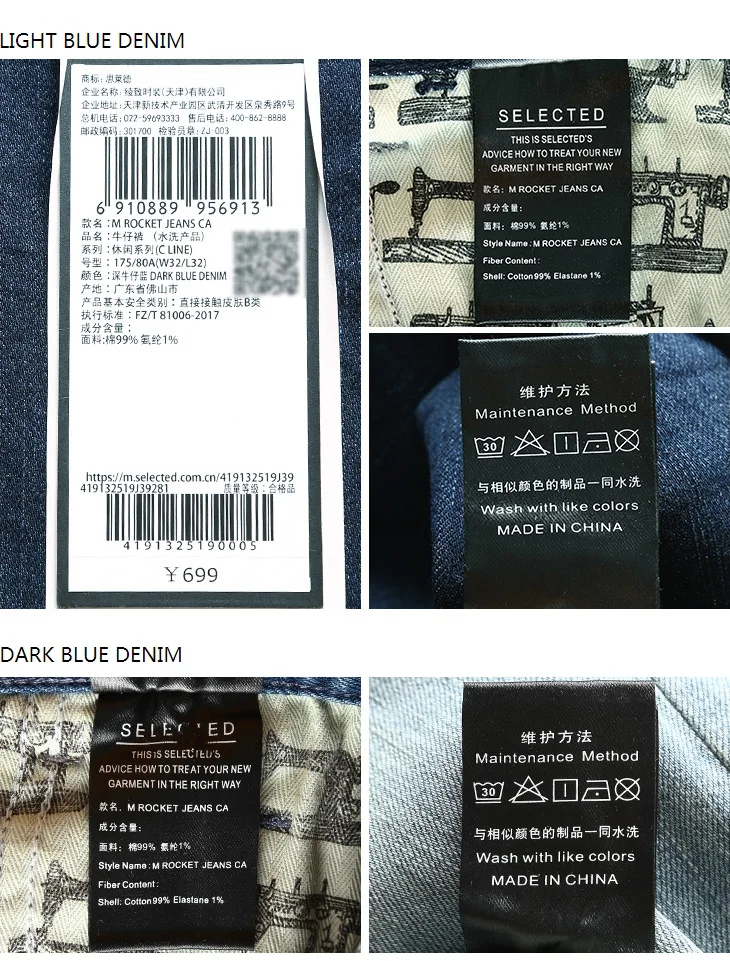 LIGHT BLUE DENIM
商标: 思莱德
企业名称: 绫致时装(天津)有限公司
企业地址: 天津新技术产业园区武清开发区泉秀路9号
总机电话: 022-59693333 售后电话: 400-862-8888
邮政编码: 301700 检验员章: ZJ-003
6 910889 956913
款名: M ROCKET JEANS CA
品名: 牛仔裤 (水洗产品)
系列: 休闲系列(C LINE)
号型: 175/80A(W32/L32)
颜色: 深牛仔蓝 DARK BLUE DENIM
产地: 广东省佛山市
产品基本安全类别: 直接接触皮肤B类
执行标准: FZ/T 81006-2017
成分含量:
面料:棉99% 氨纶1%
https://m.selected.com.cn/419132519J39
419132519J39281 质量等级: 合格品
4191325190005
￥699
SELECTED
THIS IS SELECTED'S
ADVICE HOW TO TREAT YOUR NEW
GARMENT IN THE RIGHT WAY
款名: M ROCKET JEANS CA
成分含量:
面料: 棉99% 氨纶1%
Style Name: M ROCKET JEANS CA
Fiber Content:
Shell: Cotton99% Elastane 1%
维护方法
Maintenance Method
30
与相似颜色的制品一同水洗
Wash with like colors
MADE IN CHINA
DARK BLUE DENIM
SELECTED
THIS IS SELECTED'S
ADVICE HOW TO TREAT YOUR NEW
GARMENT IN THE RIGHT WAY
款名: M ROCKET JEANS CA
成分含量:
面料: 棉99% 氨纶1%
Style Name: M ROCKET JEANS CA
Fiber Content:
Shell: Cotton99% Elastane 1%
维护方法
Maintenance Method
30
与相似颜色的制品一同水洗
Wash with like colors
MADE IN CHINA